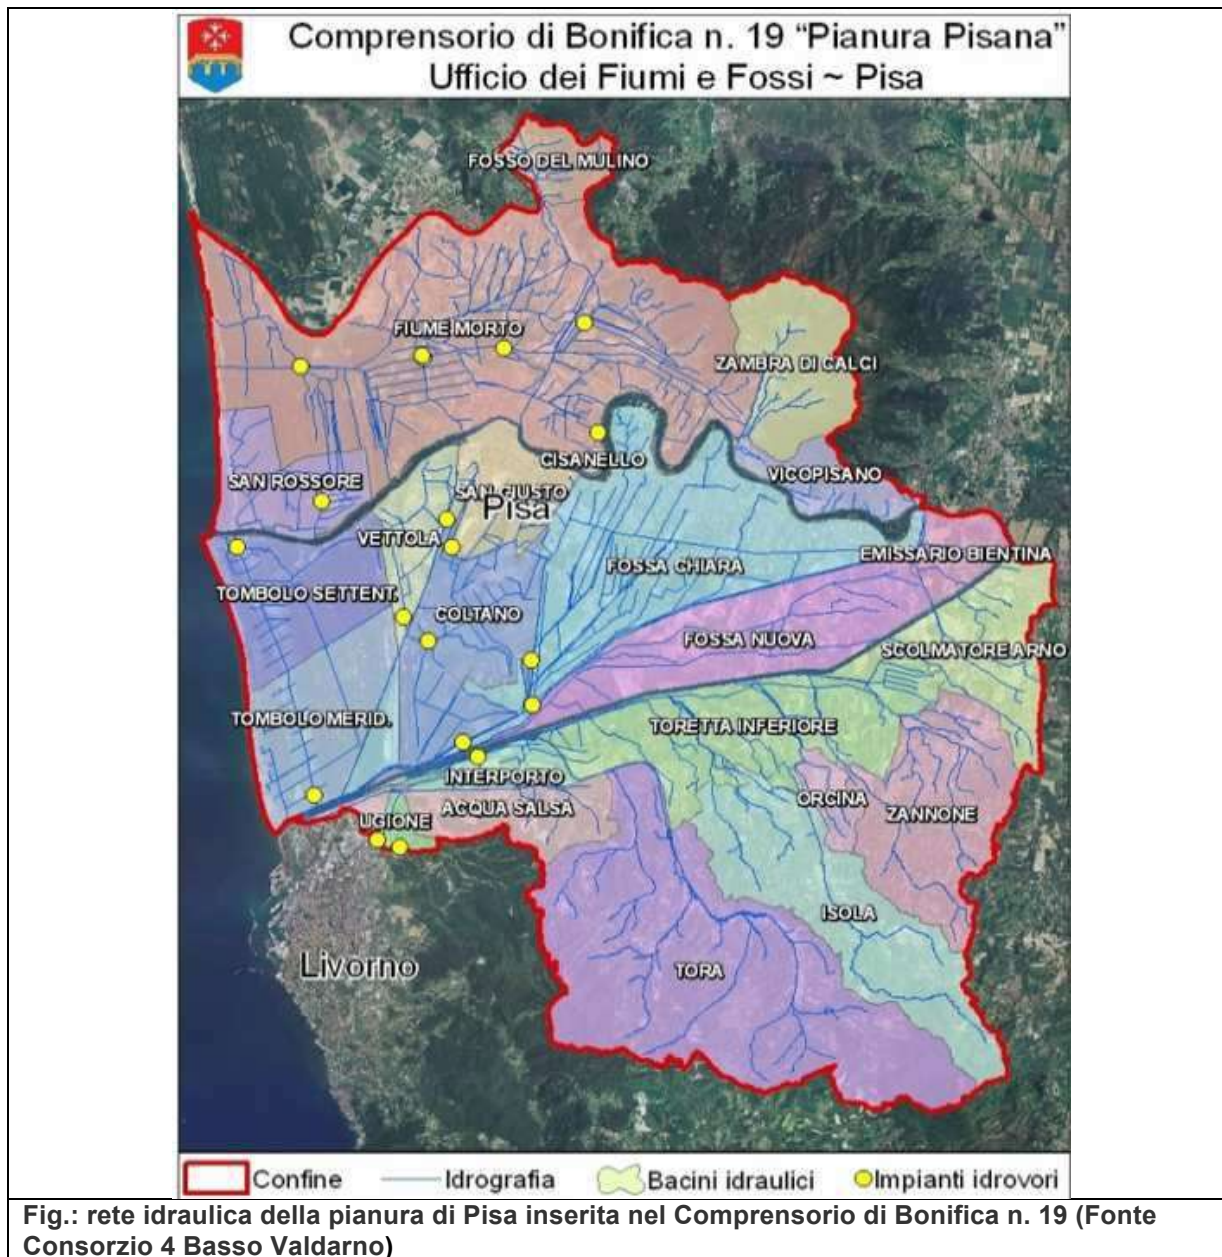 Comprensorio di Bonifica n. 19 “Pianura Pisana”
Ufficio dei Fiumi e Fossi ~ Pisa
FOSSO DEL MULINO
FIUME MORTO
ZAMBRA DI CALCI
CISANELLO
VICOPISANO
SAN ROSSORE
SAN GIUSTO
Pisa
VETTOLA
EMISSARIO BIENTINA
FOSSA CHIARA
TOMBOLO SETTENT.
COLTANO
FOSSA NUOVA
SCOLMATORE ARNO
TOMBOLO MERID.
TORETTA INFERIORE
INTERPORTO
ORCINA
ACQUA SALSA
ZANNONE
UGIONE
ISOLA
Livorno
TORA
Confine
Idrografia
Bacini idraulici
Impianti idrovori
Fig.: rete idraulica della pianura di Pisa inserita nel Comprensorio di Bonifica n. 19 (Fonte
Consorzio 4 Basso Valdarno)